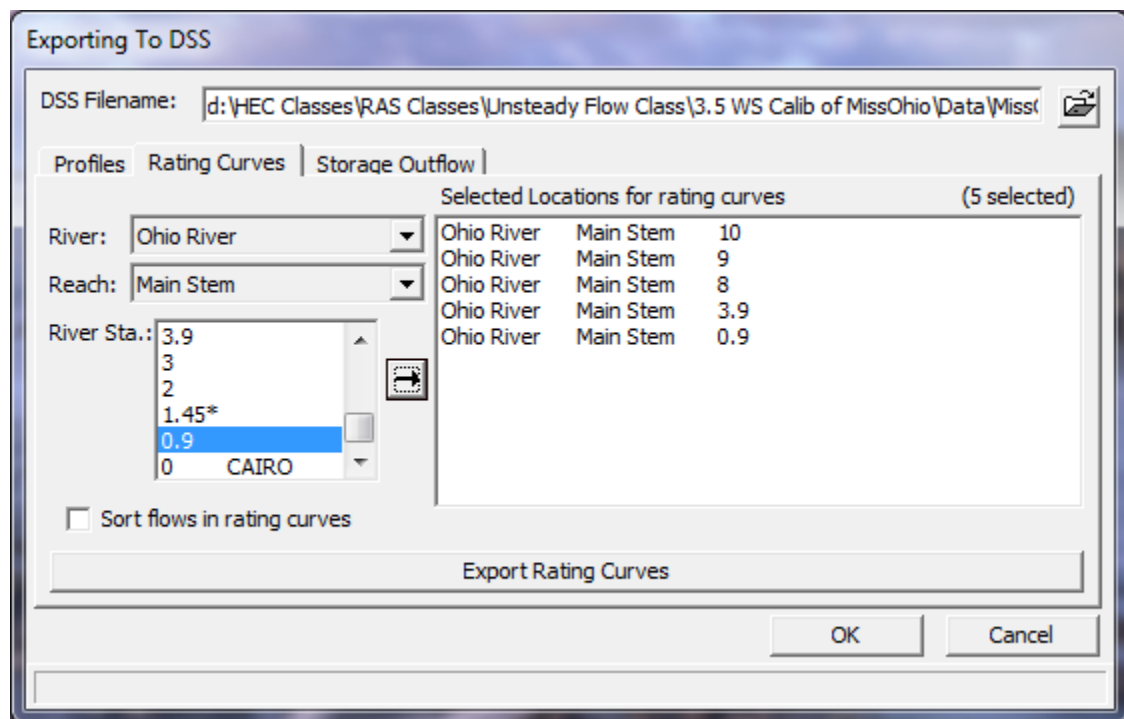 Exporting To DSS
DSS Filename: d:\HEC Classes\RAS Classes\Unsteady Flow Class\3.5 WS Calib of MissOhio\Data\Miss(
Profiles Rating Curves Storage Outflow
Selected Locations for rating curves (5 selected)
River: Ohio River
Reach: Main Stem
River Sta.: 3.9
3
2
1.45*
0.9
0 CAIRO
Ohio River Main Stem 10
Ohio River Main Stem 9
Ohio River Main Stem 8
Ohio River Main Stem 3.9
Ohio River Main Stem 0.9
Sort flows in rating curves
Export Rating Curves
OK Cancel